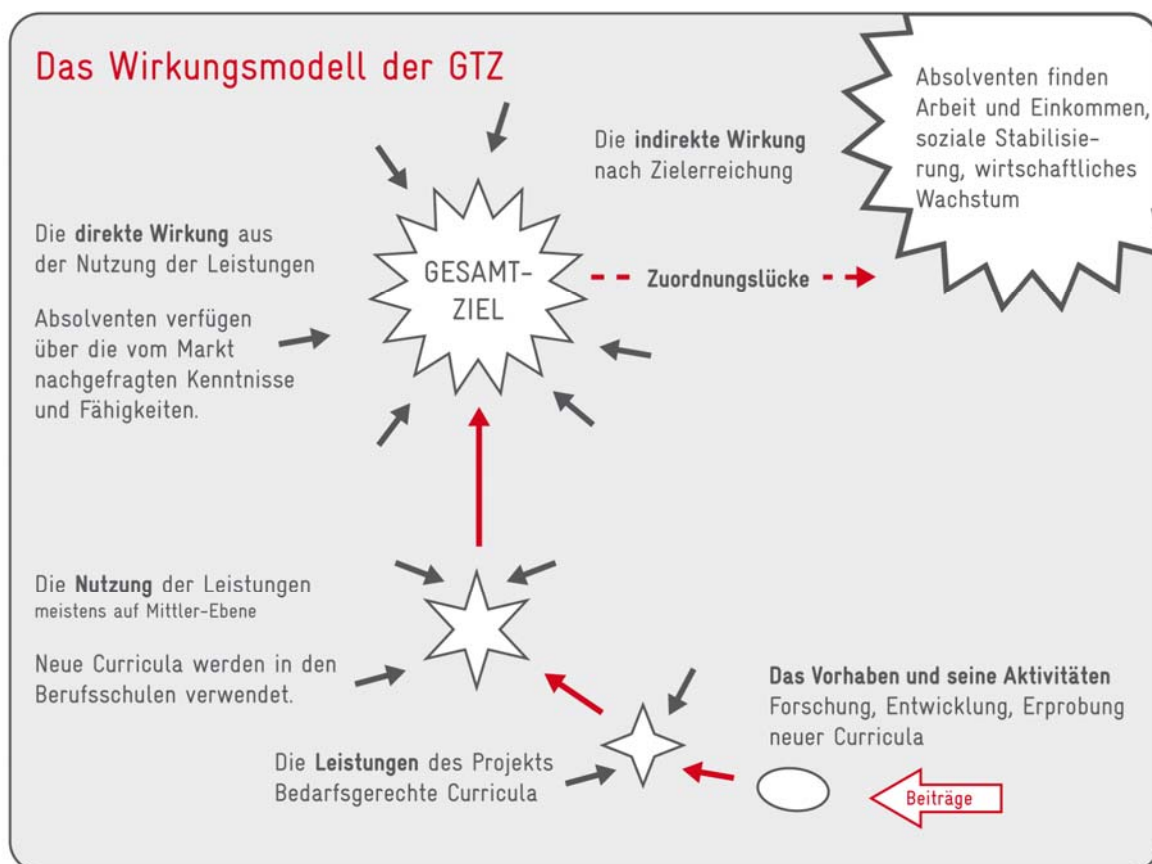 Das Wirkungsmodell der GTZ
Absolventen finden
Arbeit und Einkommen,
soziale Stabilisie-
rung, wirtschaftliches
Wachstum
Die indirekte Wirkung
nach Zielerreichung
Die direkte Wirkung aus
der Nutzung der Leistungen
Absolventen verfügen
über die vom Markt
nachgefragten Kenntnisse
und Fähigkeiten.
GESAMT-
ZIEL
Zuordnungslücke
Die Nutzung der Leistungen
meistens auf Mittler-Ebene
Neue Curricula werden in den
Berufsschulen verwendet.
Das Vorhaben und seine Aktivitäten
Forschung, Entwicklung, Erprobung
neuer Curricula
Die Leistungen des Projekts
Bedarfsgerechte Curricula
Beiträge